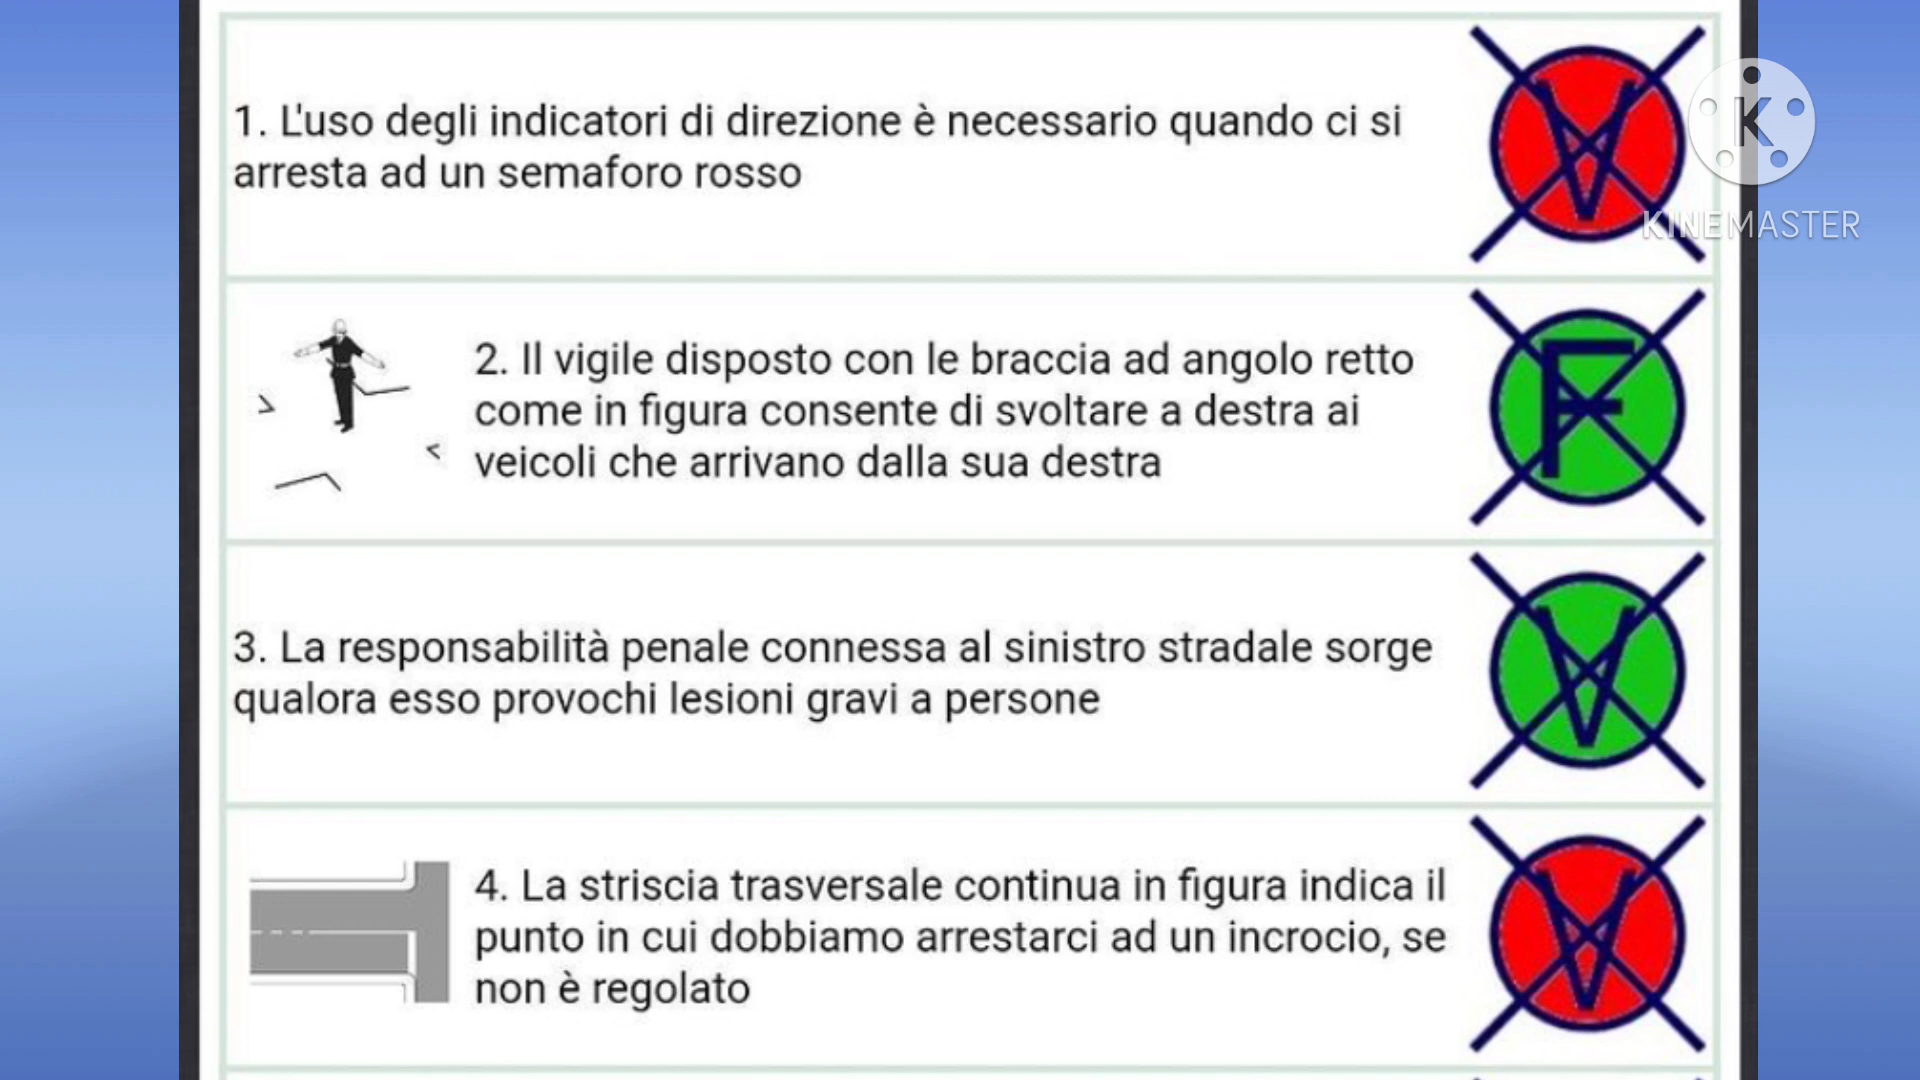 1. L'uso degli indicatori di direzione è necessario quando ci si
arresta ad un semaforo rosso
V
K
KINEMASTER
2. Il vigile disposto con le braccia ad angolo retto
come in figura consente di svoltare a destra ai
veicoli che arrivano dalla sua destra
F
3. La responsabilità penale connessa al sinistro stradale sorge
qualora esso provochi lesioni gravi a persone
V
4. La striscia trasversale continua in figura indica il
punto in cui dobbiamo arrestarci ad un incrocio, se
non è regolato
V